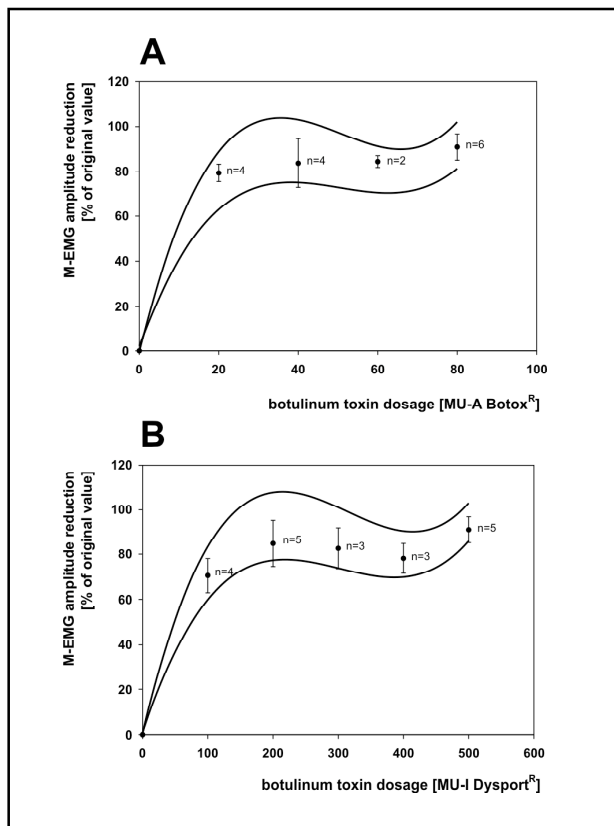 A
M-EMG amplitude reduction
[% of original value]
120
100
80
60
40
20
0
n=4
n=4
n=2
n=6
0 20 40 60 80 100
botulinum toxin dosage [MU-A Botox^R]
B
M-EMG amplitude reduction
[% of original value]
120
100
80
60
40
20
0
n=4
n=5
n=3
n=3
n=5
0 100 200 300 400 500 600
botulinum toxin dosage [MU-I Dysport^R]